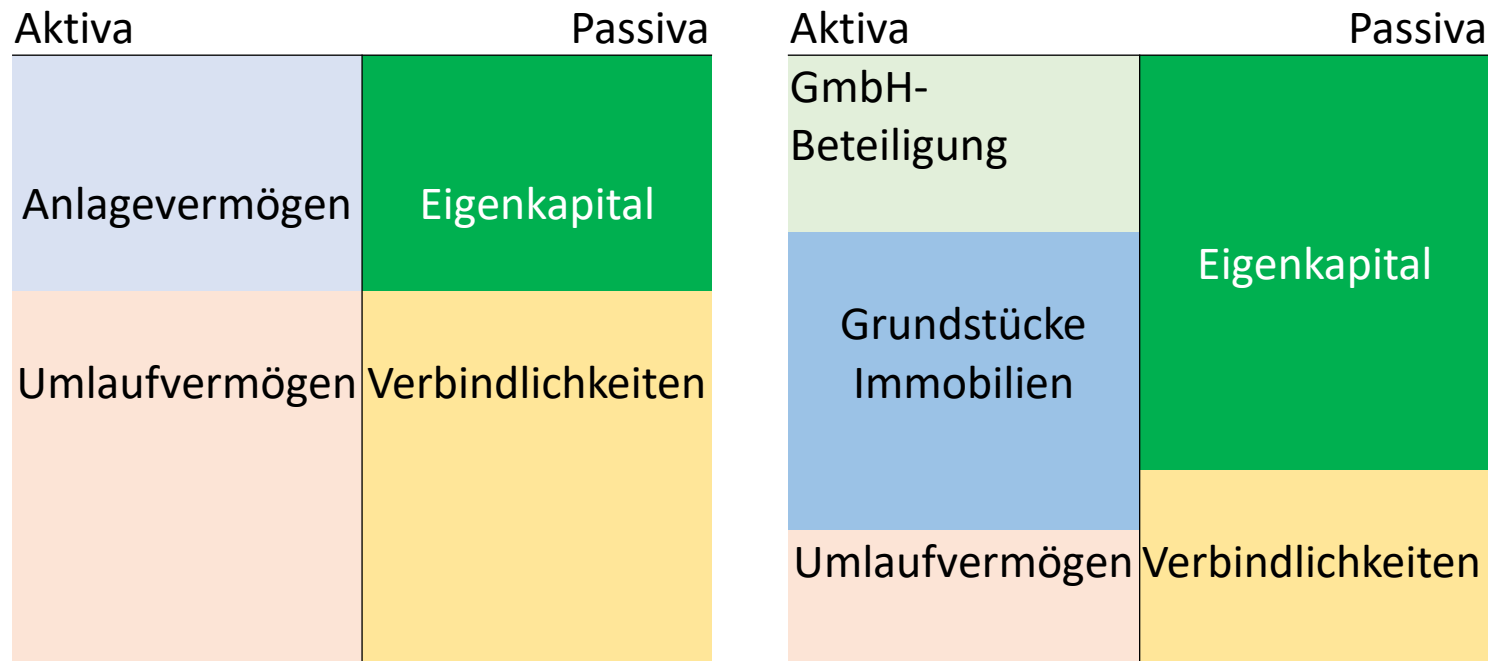 Aktiva Passiva
Anlagevermögen Eigenkapital
Umlaufvermögen Verbindlichkeiten
Aktiva Passiva
GmbH-
Beteiligung
Eigenkapital
Grundstücke
Immobilien
Umlaufvermögen Verbindlichkeiten